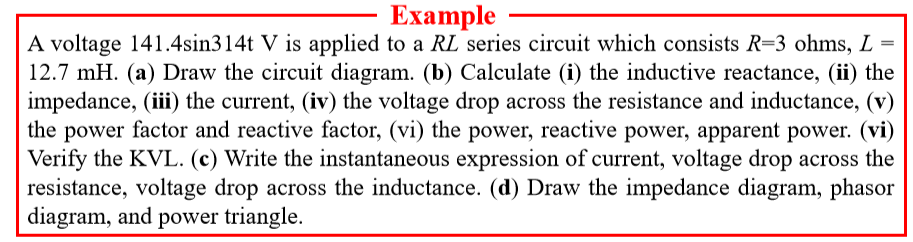 Example
A voltage 141.4sin314t V is applied to a RL series circuit which consists R=3 ohms, L =
12.7 mH. (a) Draw the circuit diagram. (b) Calculate (i) the inductive reactance, (ii) the
impedance, (iii) the current, (iv) the voltage drop across the resistance and inductance, (v)
the power factor and reactive factor, (vi) the power, reactive power, apparent power. (vi)
Verify the KVL. (c) Write the instantaneous expression of current, voltage drop across the
resistance, voltage drop across the inductance. (d) Draw the impedance diagram, phasor
diagram, and power triangle.